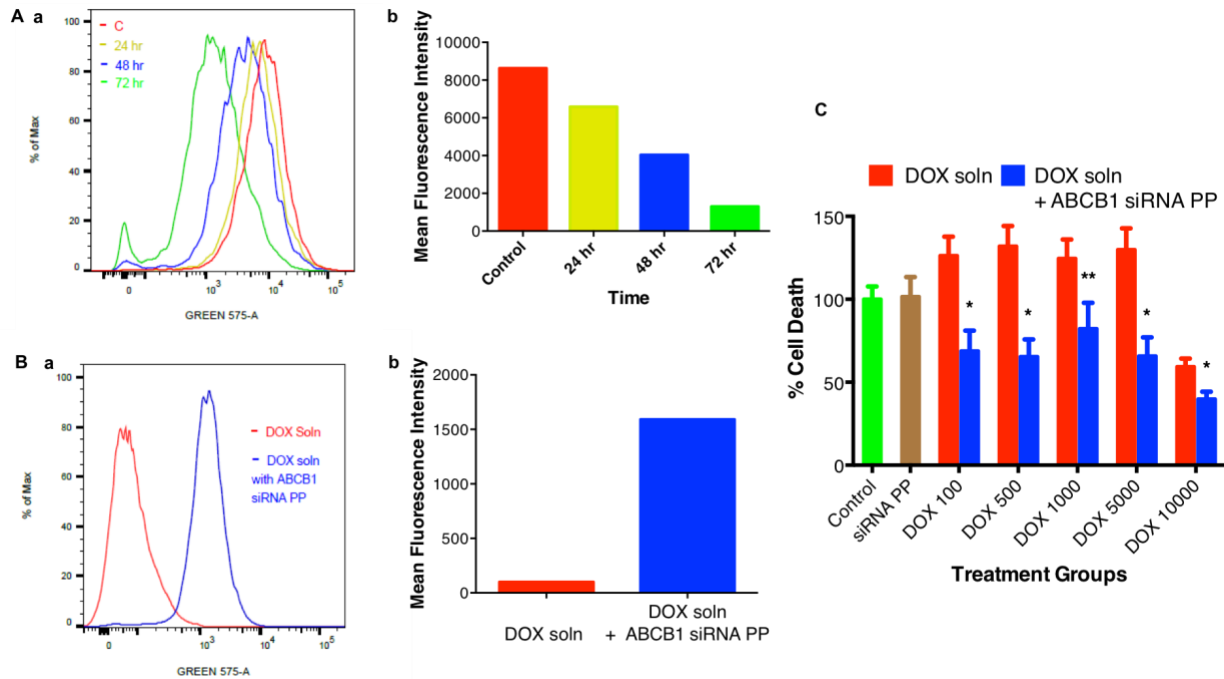 A a
100
80
60
40
20
0
% of Max
C
24 hr
48 hr
72 hr
0 10³ 10⁴ 10⁵
GREEN 575-A
b
10000
8000
6000
4000
2000
0
Mean Fluorescence Intensity
Control 24 hr 48 hr 72 hr
Time
B a
100
80
60
40
20
0
% of Max
DOX Soln
DOX soln
with ABCB1
siRNA PP
0 10³ 10⁴ 10⁵
GREEN 575-A
b
2000
1500
1000
500
0
Mean Fluorescence Intensity
DOX soln
DOX soln
+ ABCB1 siRNA PP
C
DOX soln
DOX soln
+ ABCB1 siRNA PP
150
100
50
0
% Cell Death
* * ** * *
Control siRNA PP DOX 100 DOX 500 DOX 1000 DOX 5000 DOX 10000
Treatment Groups